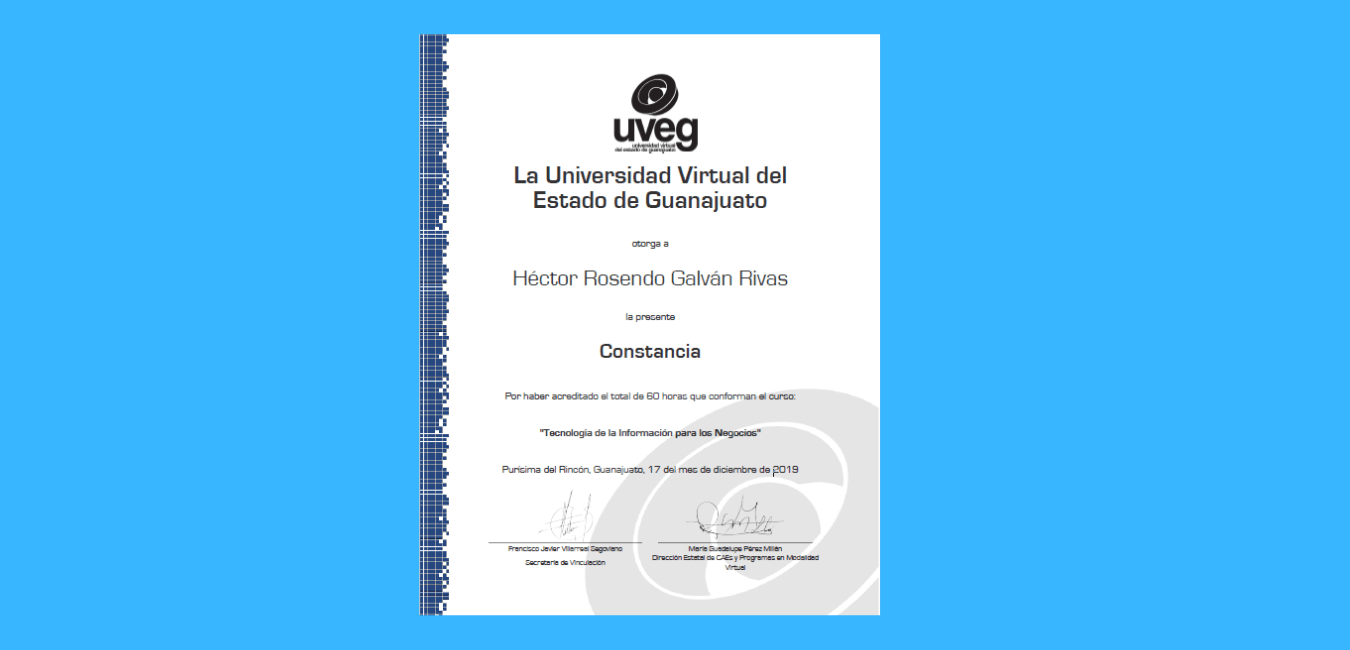 uveg
universidad virtual
del estado de guanajuato
La Universidad Virtual del
Estado de Guanajuato
otorga a
Héctor Rosendo Galván Rivas
la presente
Constancia
Por haber acreditado el total de 60 horas que conforman el curso:
"Tecnología de la Información para los Negocios"
Purísima del Rincón, Guanajuato, 17 del mes de diciembre de 2019
Francisco Javier Villarreal Segoviano
Secretaría de Vinculación
María Guadalupe Pérez Milián
Dirección Estatal de CAEs y Programas en Modalidad
Virtual